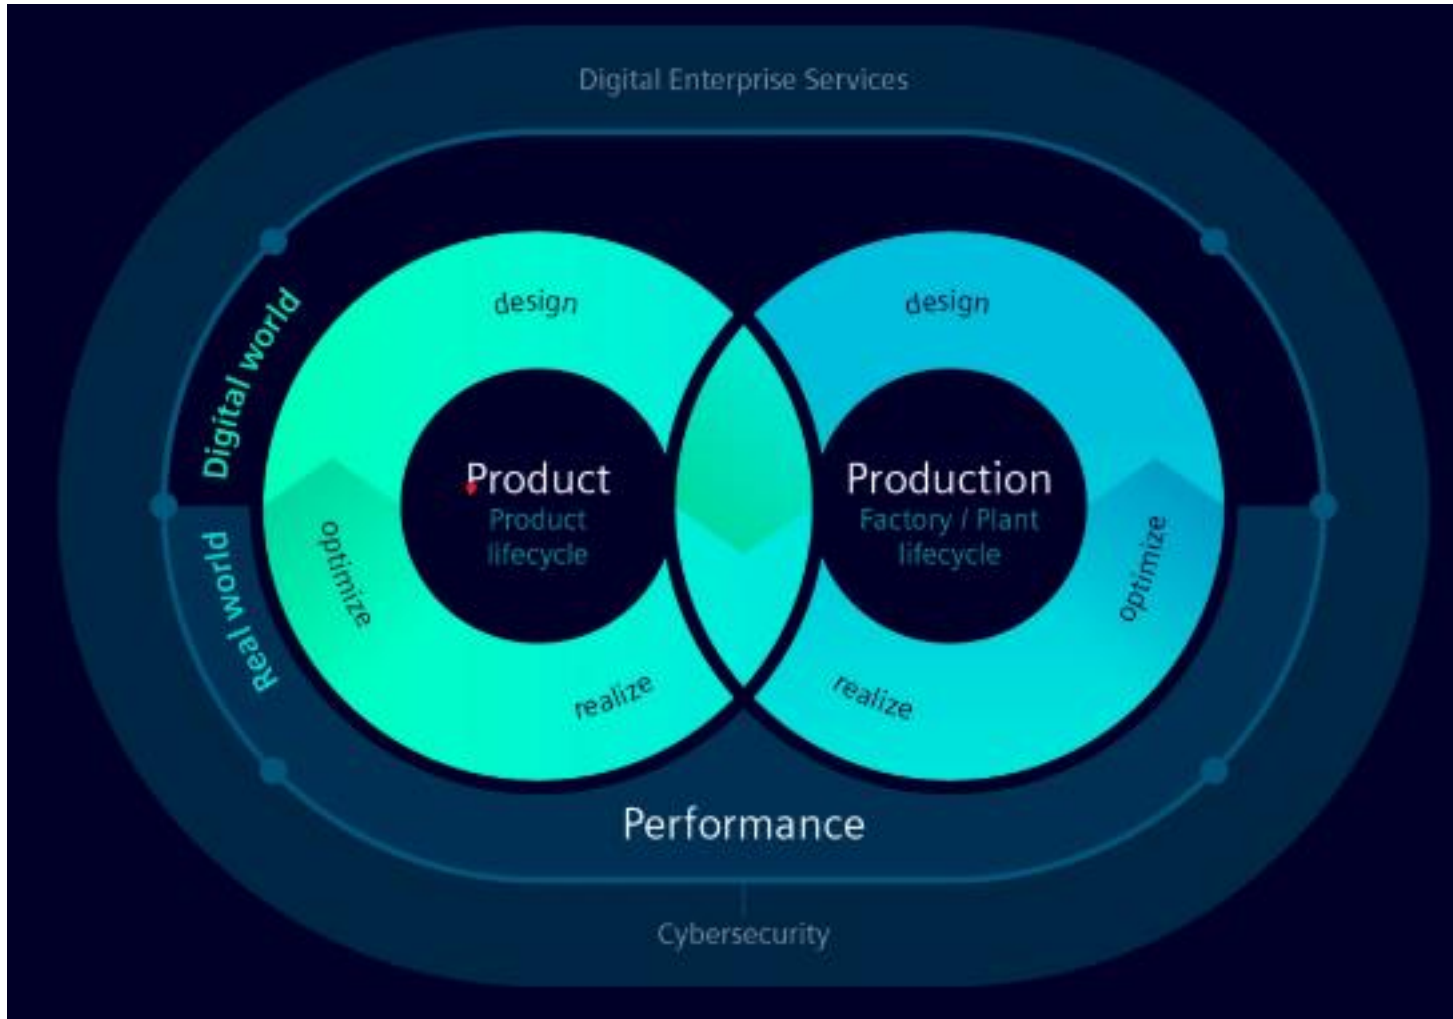 Digital Enterprise Services
Digital world
Real world
design
optimize
realize
Product
Product
lifecycle
design
optimize
realize
Production
Factory / Plant
lifecycle
Performance
Cybersecurity